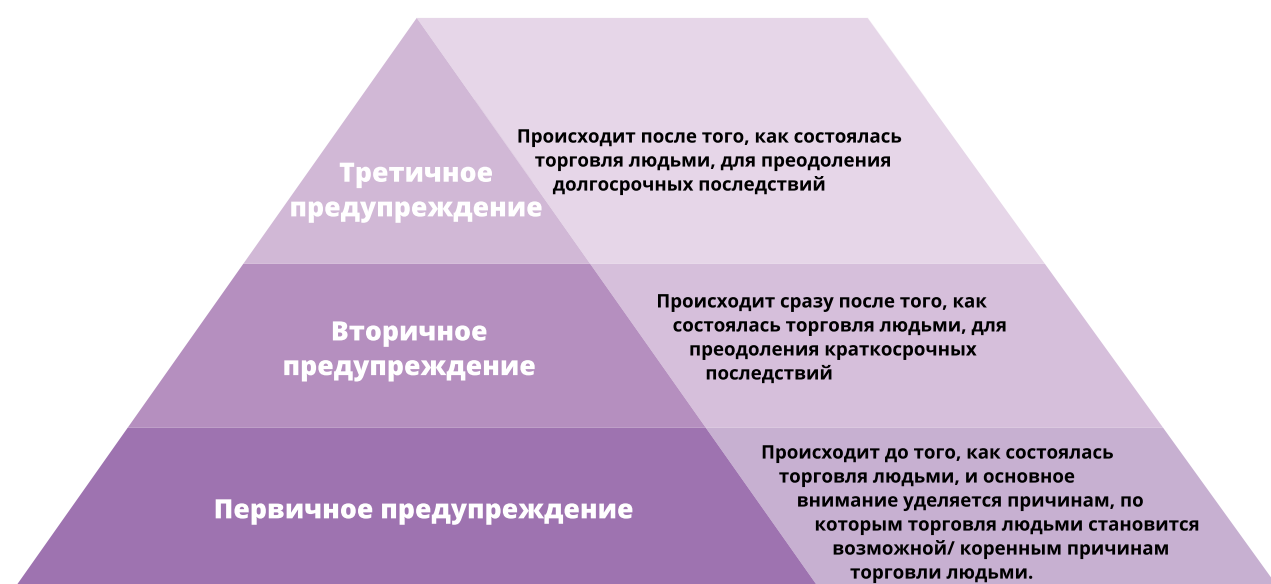 Третичное
предупреждение
Происходит после того, как состоялась
торговля людьми, для преодоления
долгосрочных последствий
Вторичное
предупреждение
Происходит сразу после того, как
состоялась торговля людьми, для
преодоления краткосрочных
последствий
Первичное предупреждение
Происходит до того, как состоялась
торговля людьми, и основное
внимание уделяется причинам, по
которым торговля людьми становится
возможной/ коренным причинам
торговли людьми.